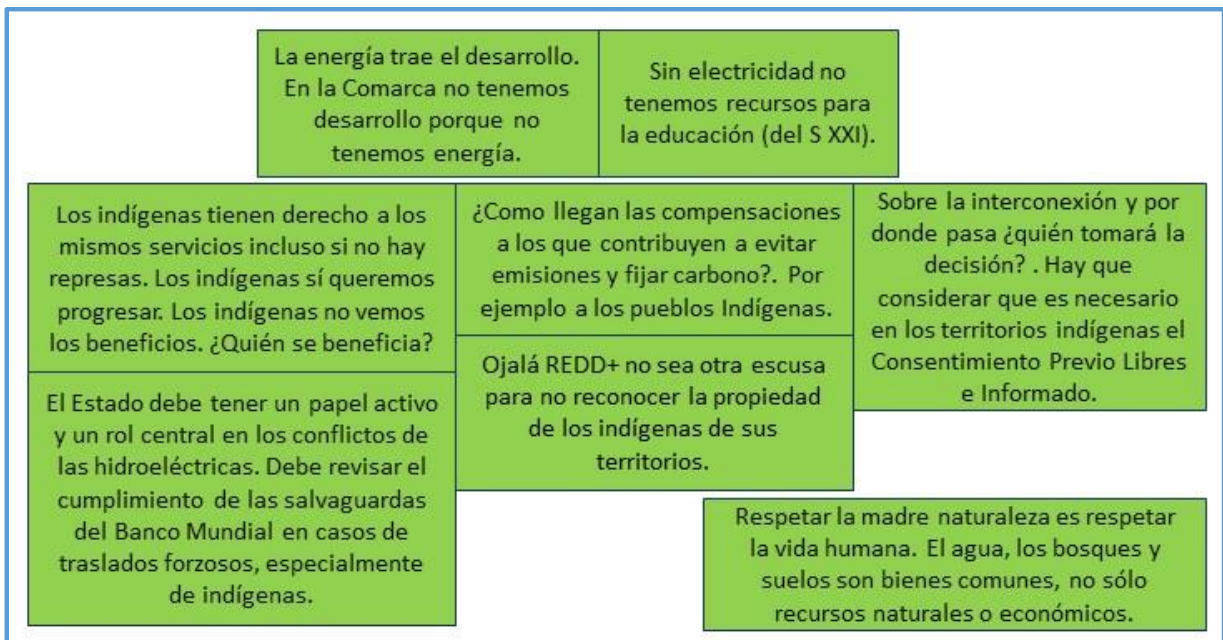 La energía trae el desarrollo.
En la Comarca no tenemos
desarrollo porque no
tenemos energía.
Sin electricidad no
tenemos recursos para
la educación (del S XXI).
Los indígenas tienen derecho a los
mismos servicios incluso si no hay
represas. Los indígenas sí queremos
progresar. Los indígenas no vemos
los beneficios. ¿Quién se beneficia?
¿Como llegan las compensaciones
a los que contribuyen a evitar
emisiones y fijar carbono?. Por
ejemplo a los pueblos Indígenas.
Sobre la interconexión y por
donde pasa ¿quién tomará la
decisión? . Hay que
considerar que es necesario
en los territorios indígenas el
Consentimiento Previo Libres
e Informado.
El Estado debe tener un papel activo
y un rol central en los conflictos de
las hidroeléctricas. Debe revisar el
cumplimiento de las salvaguardas
del Banco Mundial en casos de
traslados forzosos, especialmente
de indígenas.
Ojalá REDD+ no sea otra escusa
para no reconocer la propiedad
de los indígenas de sus
territorios.
Respetar la madre naturaleza es respetar
la vida humana. El agua, los bosques y
suelos son bienes comunes, no sólo
recursos naturales o económicos.